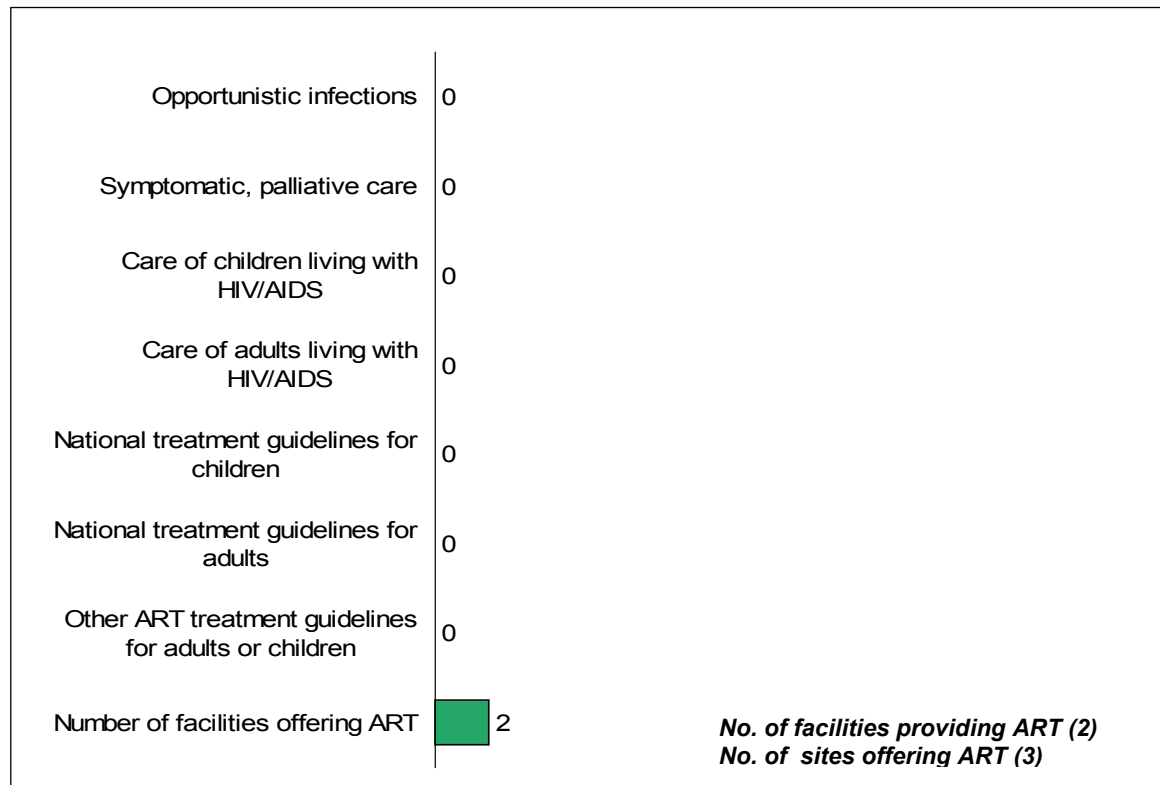 Opportunistic infections 0
Symptomatic, palliative care 0
Care of children living with
HIV/AIDS 0
Care of adults living with
HIV/AIDS 0
National treatment guidelines for
children 0
National treatment guidelines for
adults 0
Other ART treatment guidelines
for adults or children 0
Number of facilities offering ART 2
No. of facilities providing ART (2)
No. of sites offering ART (3)